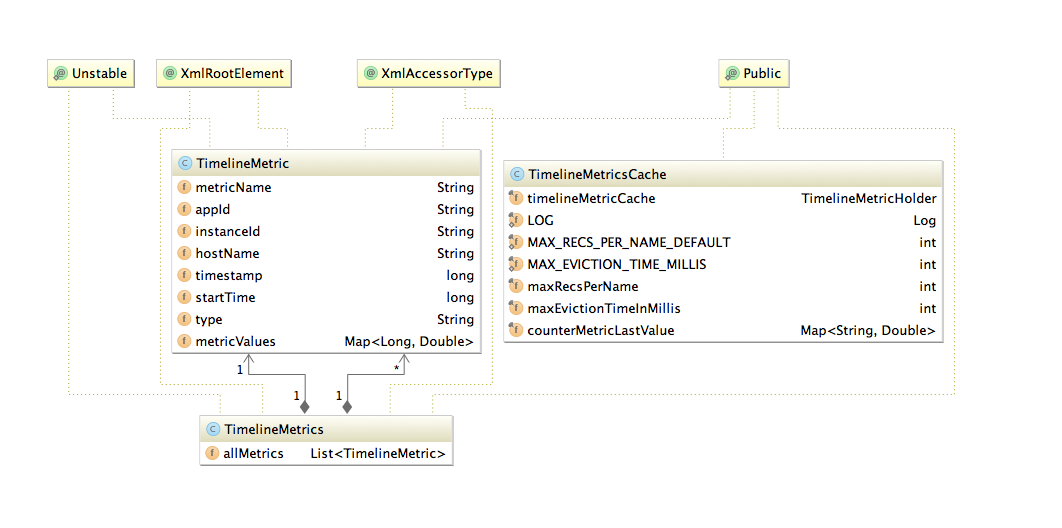 @ Unstable
@ XmlRootElement
@ XmlAccessorType
@ Public
C TimelineMetric
f metricName String
f appId String
f instanceId String
f hostName String
f timestamp long
f startTime long
f type String
f metricValues Map<Long, Double>
C TimelineMetricsCache
f timelineMetricCache TimelineMetricHolder
f LOG Log
f MAX_RECS_PER_NAME_DEFAULT int
f MAX_EVICTION_TIME_MILLIS int
f maxRecsPerName int
f maxEvictionTimeInMillis int
f counterMetricLastValue Map<String, Double>
1 *
1 1
C TimelineMetrics
f allMetrics List<TimelineMetric>